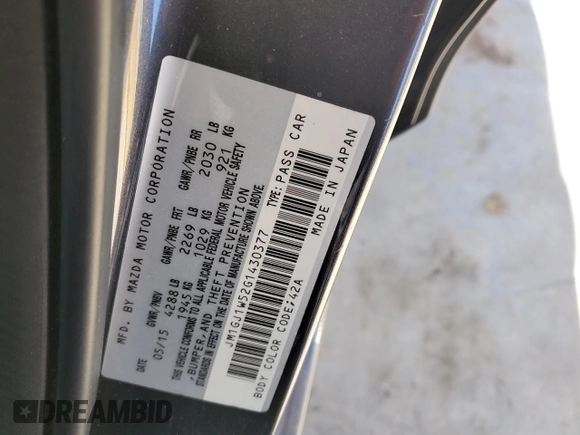 MFD. BY MAZDA MOTOR CORPORATION
DATE GVWR/PNBV GAWR/PNBE FRT GAWR/PNBE RR
05/15 4288 LB 2269 LB 2030 LB
1945 KG 1029 KG 921 KG
THIS VEHICLE CONFORMS TO ALL APPLICABLE FEDERAL MOTOR VEHICLE SAFETY
, BUMPER, AND THEFT PREVENTION
STANDARDS IN EFFECT ON THE DATE OF MANUFACTURE SHOWN ABOVE.
JM1GJ1W52G1430377 TYPE: PASS CAR
BODY COLOR CODE; 42A MADE IN JAPAN
DREAMBID